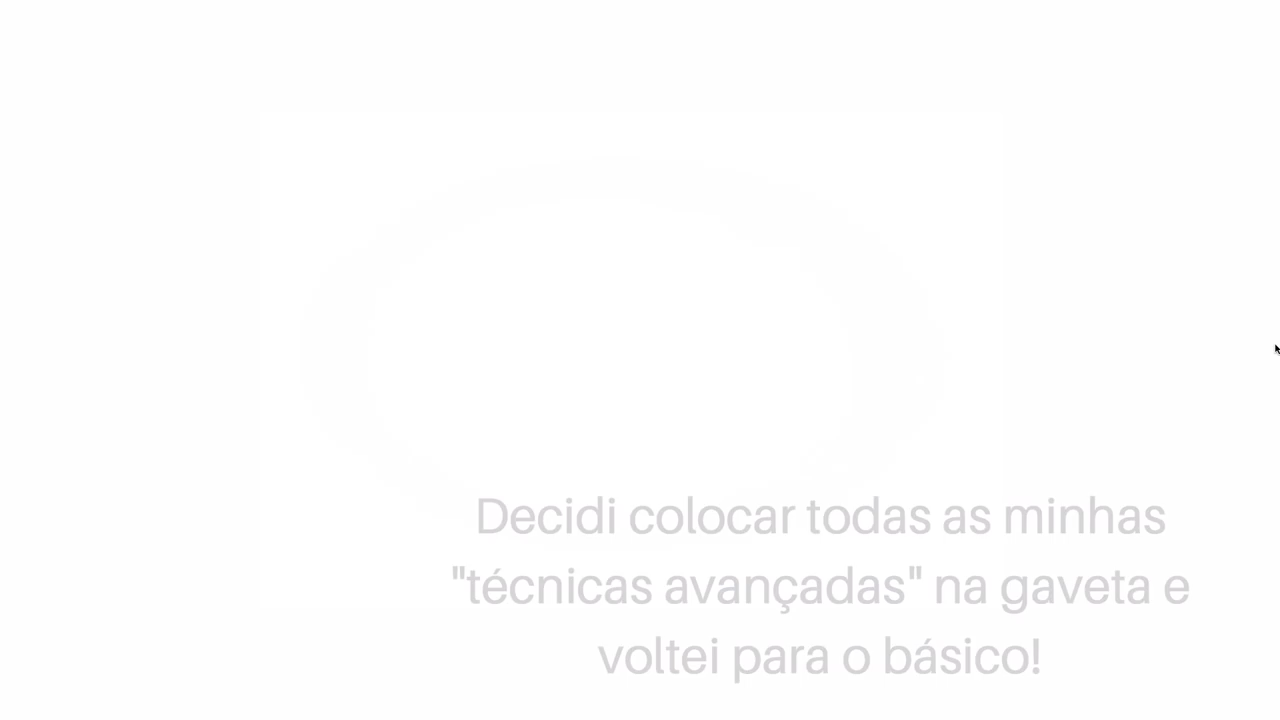 Decidi colocar todas as minhas
"técnicas avançadas" na gaveta e
voltei para o básico!